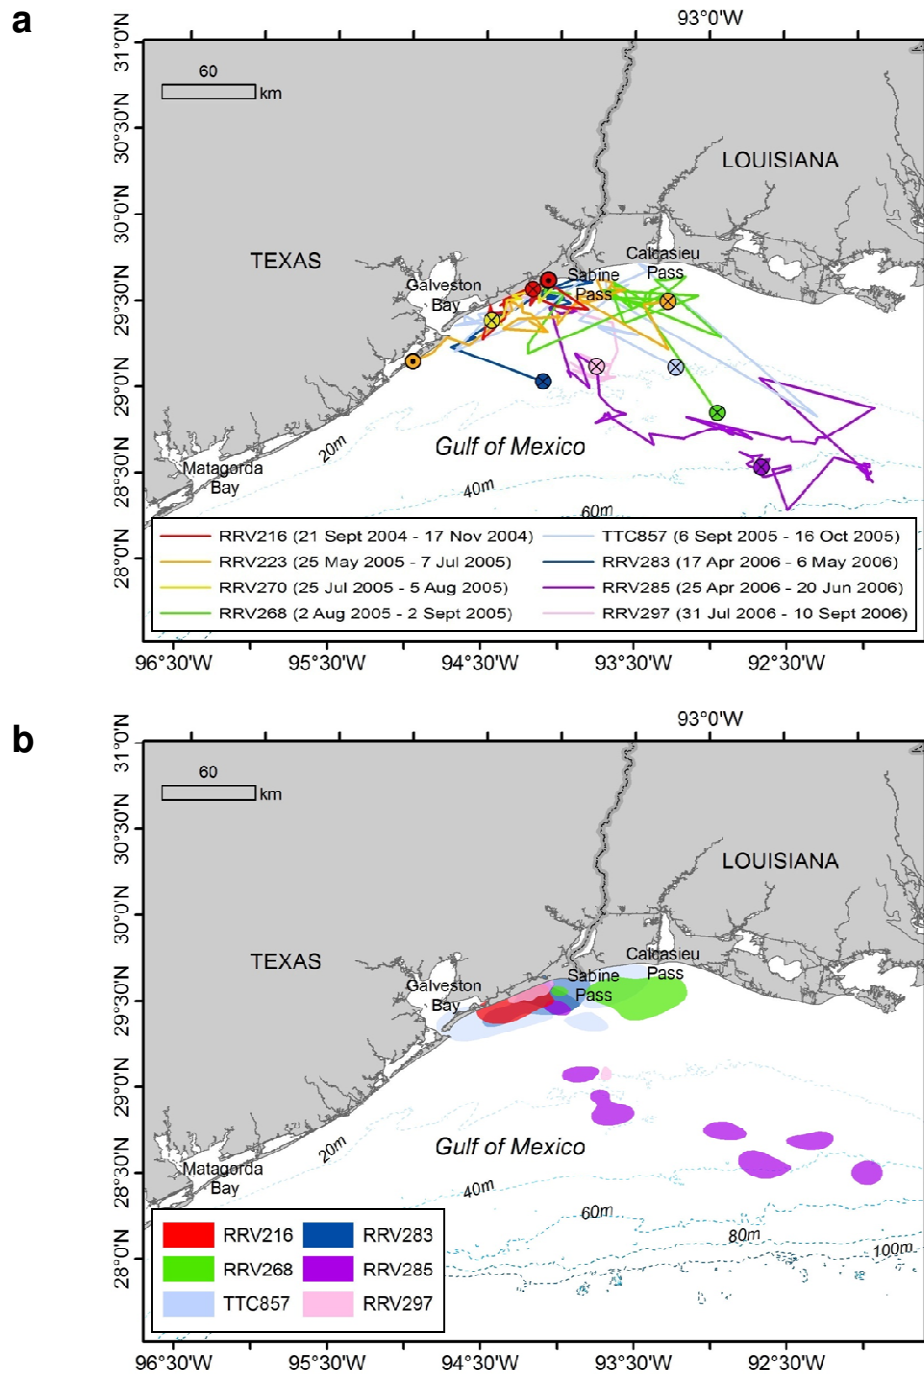 a
93°0'W
31°0'N
60
km
30°30'N
LOUISIANA
30°0'N
TEXAS
Calcasieu
Pass
Sabine
Pass
Galveston
Bay
29°30'N
29°0'N
20m
Gulf of Mexico
Matagorda
Bay
28°30'N
40m
60m
28°0'N
RRV216 (21 Sept 2004 - 17 Nov 2004)
RRV223 (25 May 2005 - 7 Jul 2005)
RRV270 (25 Jul 2005 - 5 Aug 2005)
RRV268 (2 Aug 2005 - 2 Sept 2005)
TTC857 (6 Sept 2005 - 16 Oct 2005)
RRV283 (17 Apr 2006 - 6 May 2006)
RRV285 (25 Apr 2006 - 20 Jun 2006)
RRV297 (31 Jul 2006 - 10 Sept 2006)
96°30'W 95°30'W 94°30'W 93°30'W 92°30'W
b
93°0'W
31°0'N
60
km
30°30'N
LOUISIANA
30°0'N
TEXAS
Calcasieu
Pass
Sabine
Pass
Galveston
Bay
29°30'N
29°0'N
20m
Gulf of Mexico
Matagorda
Bay
28°30'N
40m
60m
80m
100m
28°0'N
RRV216
RRV268
TTC857
RRV283
RRV285
RRV297
96°30'W 95°30'W 94°30'W 93°30'W 92°30'W